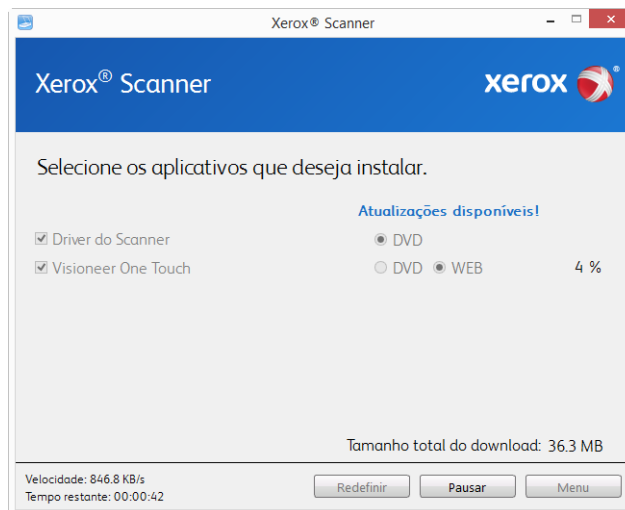 Xerox® Scanner
Xerox® Scanner
xerox ®
Selecione os aplicativos que deseja instalar.
Atualizações disponíveis!
Driver do Scanner DVD
Visioneer One Touch DVD WEB 4 %
Tamanho total do download: 36.3 MB
Velocidade: 846.8 KB/s
Tempo restante: 00:00:42
Redefinir Pausar Menu